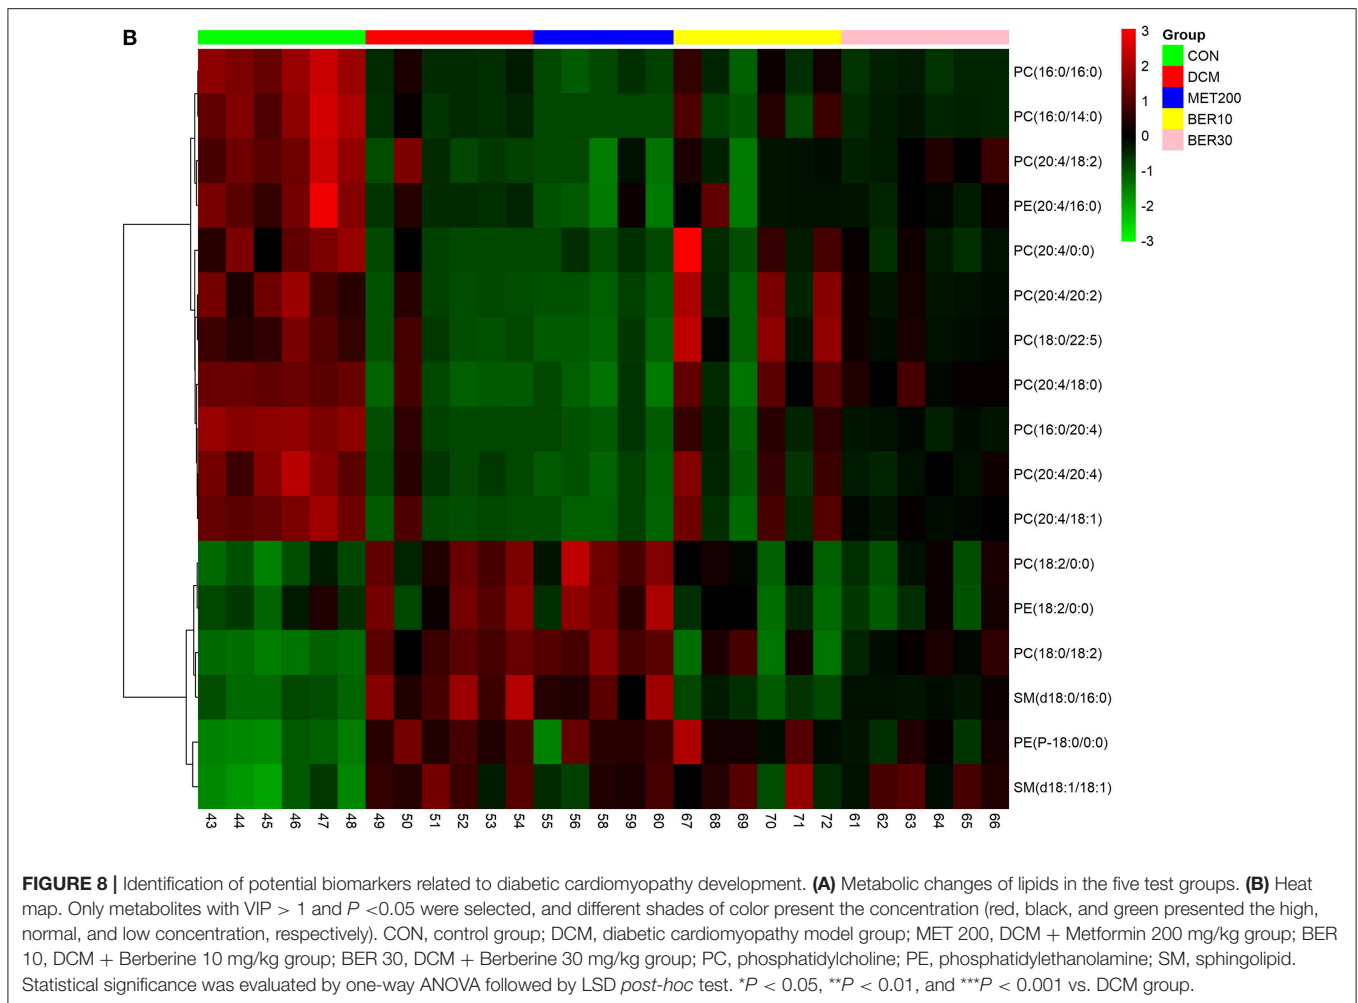 B
3
2
1
0
-1
-2
-3
Group
CON
DCM
MET200
BER10
BER30
PC(16:0/16:0)
PC(16:0/14:0)
PC(20:4/18:2)
PE(20:4/16:0)
PC(20:4/0:0)
PC(20:4/20:2)
PC(18:0/22:5)
PC(20:4/18:0)
PC(16:0/20:4)
PC(20:4/20:4)
PC(20:4/18:1)
PC(18:2/0:0)
PE(18:2/0:0)
PC(18:0/18:2)
SM(d18:0/16:0)
PE(P-18:0/0:0)
SM(d18:1/18:1)
43 44 45 46 47 48 49 50 51 52 53 54 55 56 58 59 60 67 68 69 70 71 72 61 62 63 64 65 66
FIGURE 8 | Identification of potential biomarkers related to diabetic cardiomyopathy development. (A) Metabolic changes of lipids in the five test groups. (B) Heat
map. Only metabolites with VIP > 1 and P <0.05 were selected, and different shades of color present the concentration (red, black, and green presented the high,
normal, and low concentration, respectively). CON, control group; DCM, diabetic cardiomyopathy model group; MET 200, DCM + Metformin 200 mg/kg group; BER
10, DCM + Berberine 10 mg/kg group; BER 30, DCM + Berberine 30 mg/kg group; PC, phosphatidylcholine; PE, phosphatidylethanolamine; SM, sphingolipid.
Statistical significance was evaluated by one-way ANOVA followed by LSD post-hoc test. *P < 0.05, **P < 0.01, and ***P < 0.001 vs. DCM group.